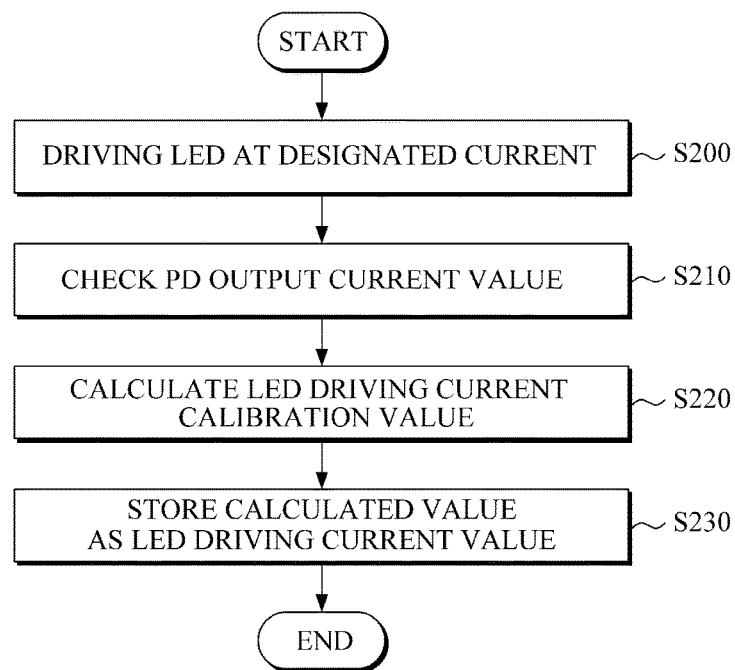 START
DRIVING LED AT DESIGNATED CURRENT
S200
CHECK PD OUTPUT CURRENT VALUE
S210
CALCULATE LED DRIVING CURRENT
CALIBRATION VALUE
S220
STORE CALCULATED VALUE
AS LED DRIVING CURRENT VALUE
S230
END